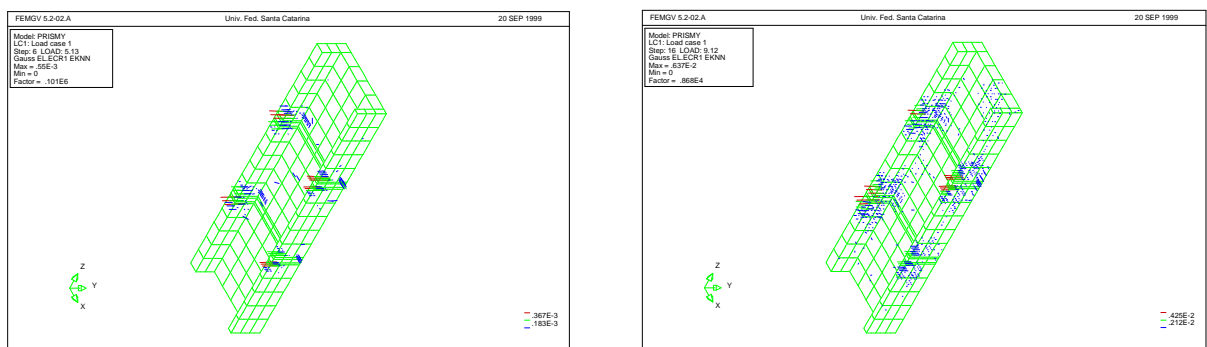 FEMGV 5.2-02.A
Univ. Fed. Santa Catarina
20 SEP 1999
Model: PRISMY
LC1: Load case 1
Step: 6 LOAD: 5.13
Gauss EL.ECR1 EKNN
Max = .55E-3
Min = 0
Factor = .101E6
Z
Y
X
.367E-3
.183E-3
FEMGV 5.2-02.A
Univ. Fed. Santa Catarina
20 SEP 1999
Model: PRISMY
LC1: Load case 1
Step: 16 LOAD: 9.12
Gauss EL.ECR1 EKNN
Max = .637E-2
Min = 0
Factor = .868E4
Z
Y
X
.425E-2
.212E-2